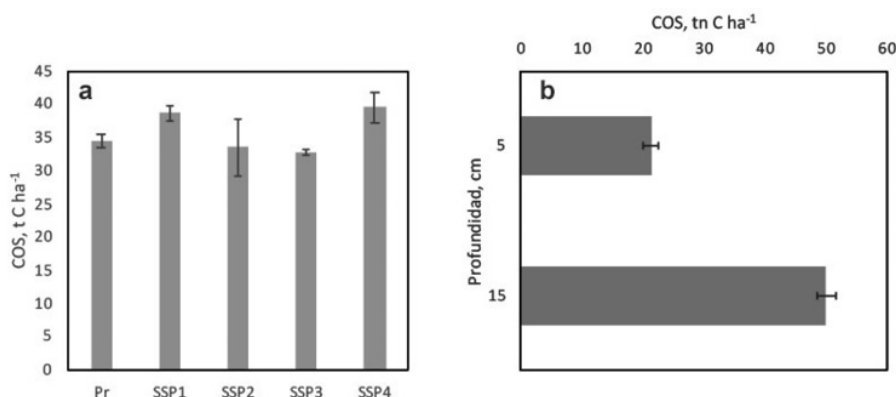 a
COS, t C ha⁻¹
45
40
35
30
25
20
15
10
5
0
Pr SSP1 SSP2 SSP3 SSP4
b
COS, tn C ha⁻¹
0 10 20 30 40 50 60
Profundidad, cm
5
15